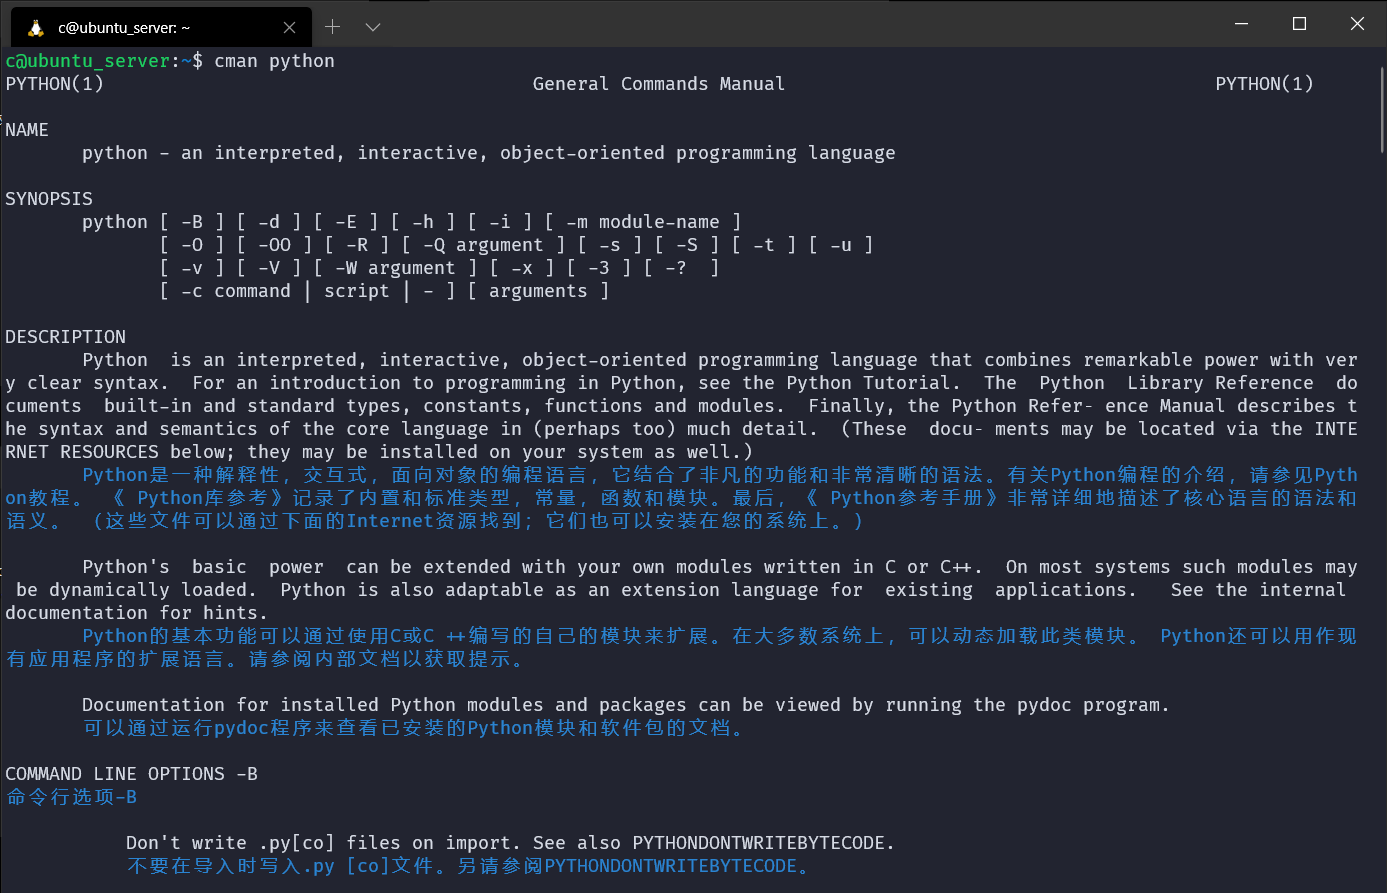 c@ubuntu_server: ~
c@ubuntu_server:~$ cman python
PYTHON(1) General Commands Manual PYTHON(1)
NAME
python - an interpreted, interactive, object-oriented programming language
SYNOPSIS
python [ -B ] [ -d ] [ -E ] [ -h ] [ -i ] [ -m module-name ]
[ -O ] [ -OO ] [ -R ] [ -Q argument ] [ -s ] [ -S ] [ -t ] [ -u ]
[ -v ] [ -V ] [ -W argument ] [ -x ] [ -3 ] [ -?  ]
[ -c command | script | - ] [ arguments ]
DESCRIPTION
Python  is an interpreted, interactive, object-oriented programming language that combines remarkable power with ver
y clear syntax.  For an introduction to programming in Python, see the Python Tutorial.  The  Python  Library Reference  do
cuments  built-in and standard types, constants, functions and modules.  Finally, the Python Refer- ence Manual describes t
he syntax and semantics of the core language in (perhaps too) much detail.  (These  docu- ments may be located via the INTE
RNET RESOURCES below; they may be installed on your system as well.)
Python是一种解释性，交互式，面向对象的编程语言，它结合了非凡的功能和非常清晰的语法。有关Python编程的介绍，请参见Pyth
on教程。 《 Python库参考》记录了内置和标准类型，常量，函数和模块。最后，《 Python参考手册》非常详细地描述了核心语言的语法和
语义。 （这些文件可以通过下面的Internet资源找到；它们也可以安装在您的系统上。）
Python's  basic  power  can be extended with your own modules written in C or C++.  On most systems such modules may
be dynamically loaded.  Python is also adaptable as an extension language for  existing  applications.   See the internal
documentation for hints.
Python的基本功能可以通过使用C或C ++编写的自己的模块来扩展。在大多数系统上，可以动态加载此类模块。 Python还可以用作现
有应用程序的扩展语言。请参阅内部文档以获取提示。
Documentation for installed Python modules and packages can be viewed by running the pydoc program.
可以通过运行pydoc程序来查看已安装的Python模块和软件包的文档。
COMMAND LINE OPTIONS -B
命令行选项-B
Don't write .py[co] files on import. See also PYTHONDONTWRITEBYTECODE.
不要在导入时写入.py [co]文件。另请参阅PYTHONDONTWRITEBYTECODE。